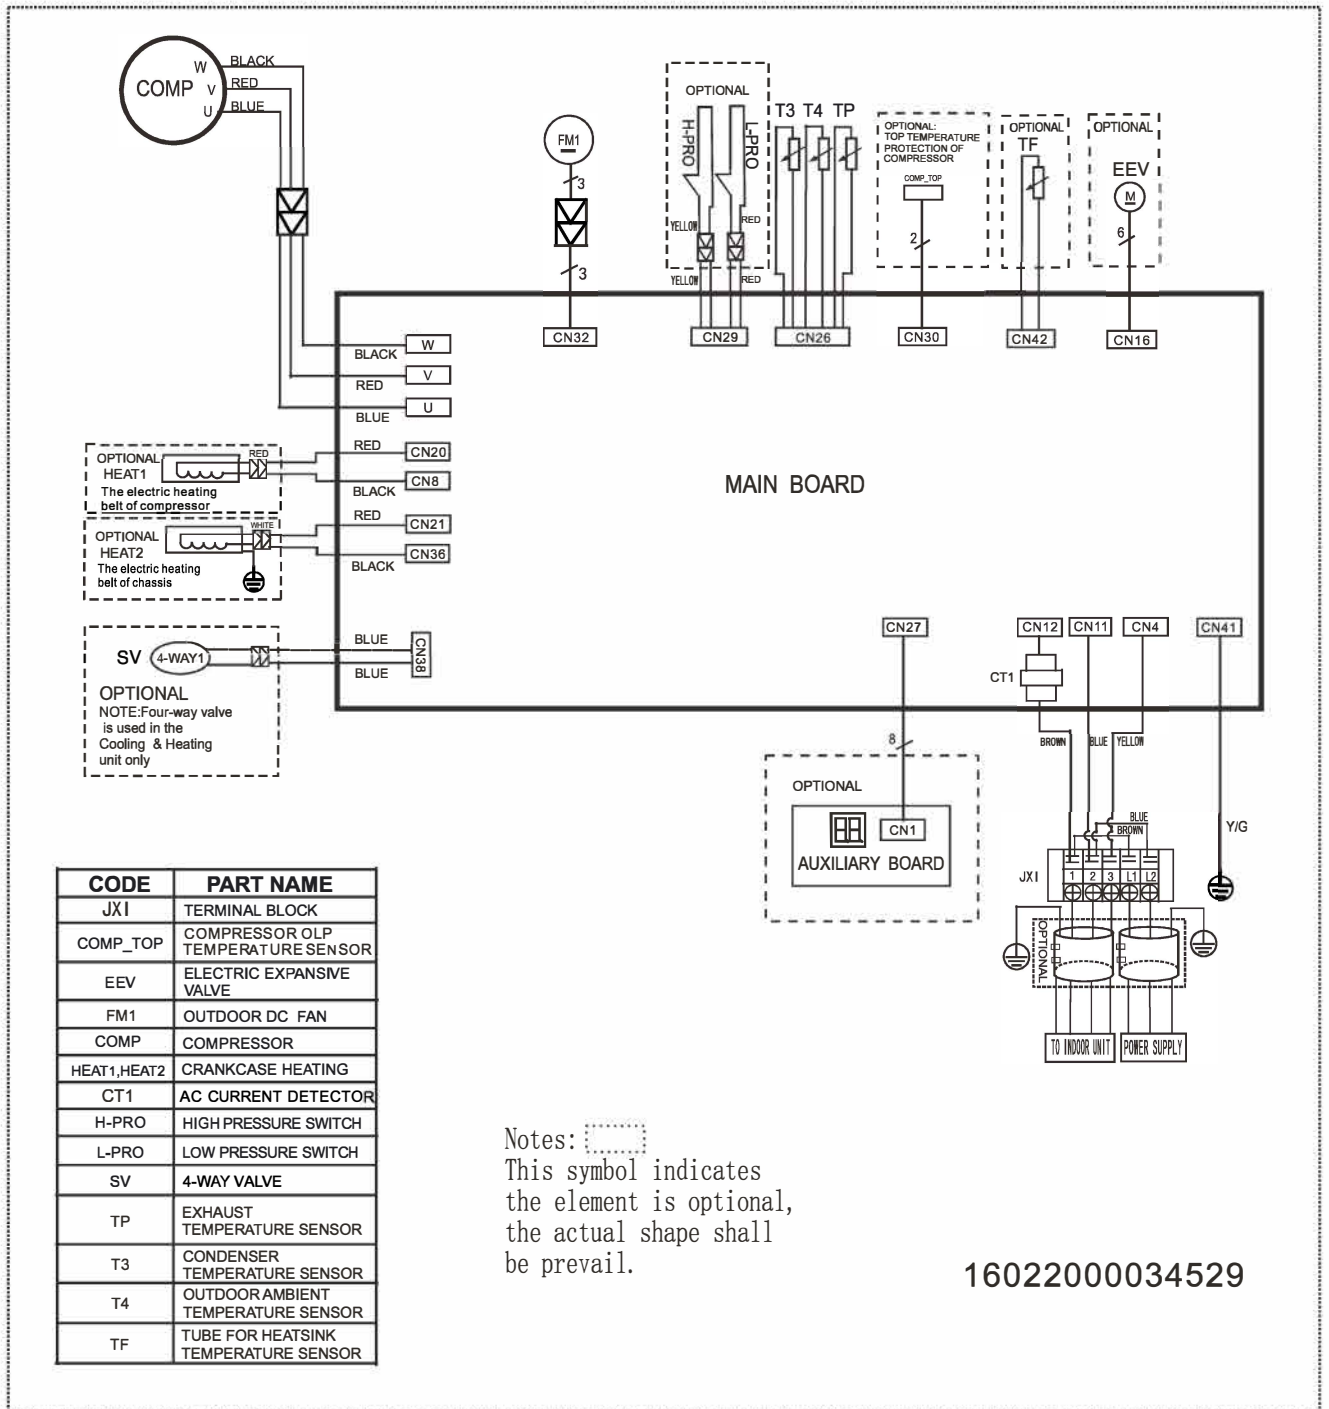 COMP
W
V
U
BLACK
RED
BLUE
FM1
3
3
OPTIONAL
H-PRO
L-PRO
YELLOW
RED
YELLOW
RED
T3 T4 TP
OPTIONAL:
TOP TEMPERATURE
PROTECTION OF
COMPRESSOR
COMP_TOP
2
OPTIONAL
TF
OPTIONAL
EEV
M
6
CN32
CN29
CN26
CN30
CN42
CN16
BLACK
W
RED
V
BLUE
U
OPTIONAL
HEAT1
RED
The electric heating
belt of compressor
RED
CN20
BLACK
CN8
OPTIONAL
HEAT2
WHITE
The electric heating
belt of chassis
RED
CN21
BLACK
CN36
MAIN BOARD
SV
4-WAY1
OPTIONAL
NOTE:Four-way valve
is used in the
Cooling & Heating
unit only
BLUE
BLUE
CN38
CN27
CN12
CN11
CN4
CN41
CT1
8
BROWN
BLUE
YELLOW
OPTIONAL
CN1
AUXILIARY BOARD
BLUE
BROWN
Y/G
JXI
1
2
3
L1
L2
OPTIONAL
TO INDOOR UNIT
POWER SUPPLY
CODE PART NAME
JXI TERMINAL BLOCK
COMP_TOP COMPRESSOR OLP
TEMPERATURE SENSOR
EEV ELECTRIC EXPANSIVE
VALVE
FM1 OUTDOOR DC FAN
COMP COMPRESSOR
HEAT1,HEAT2 CRANKCASE HEATING
CT1 AC CURRENT DETECTOR
H-PRO HIGH PRESSURE SWITCH
L-PRO LOW PRESSURE SWITCH
SV 4-WAY VALVE
TP EXHAUST
TEMPERATURE SENSOR
T3 CONDENSER
TEMPERATURE SENSOR
T4 OUTDOOR AMBIENT
TEMPERATURE SENSOR
TF TUBE FOR HEATSINK
TEMPERATURE SENSOR
Notes:
This symbol indicates
the element is optional,
the actual shape shall
be prevail.
16022000034529